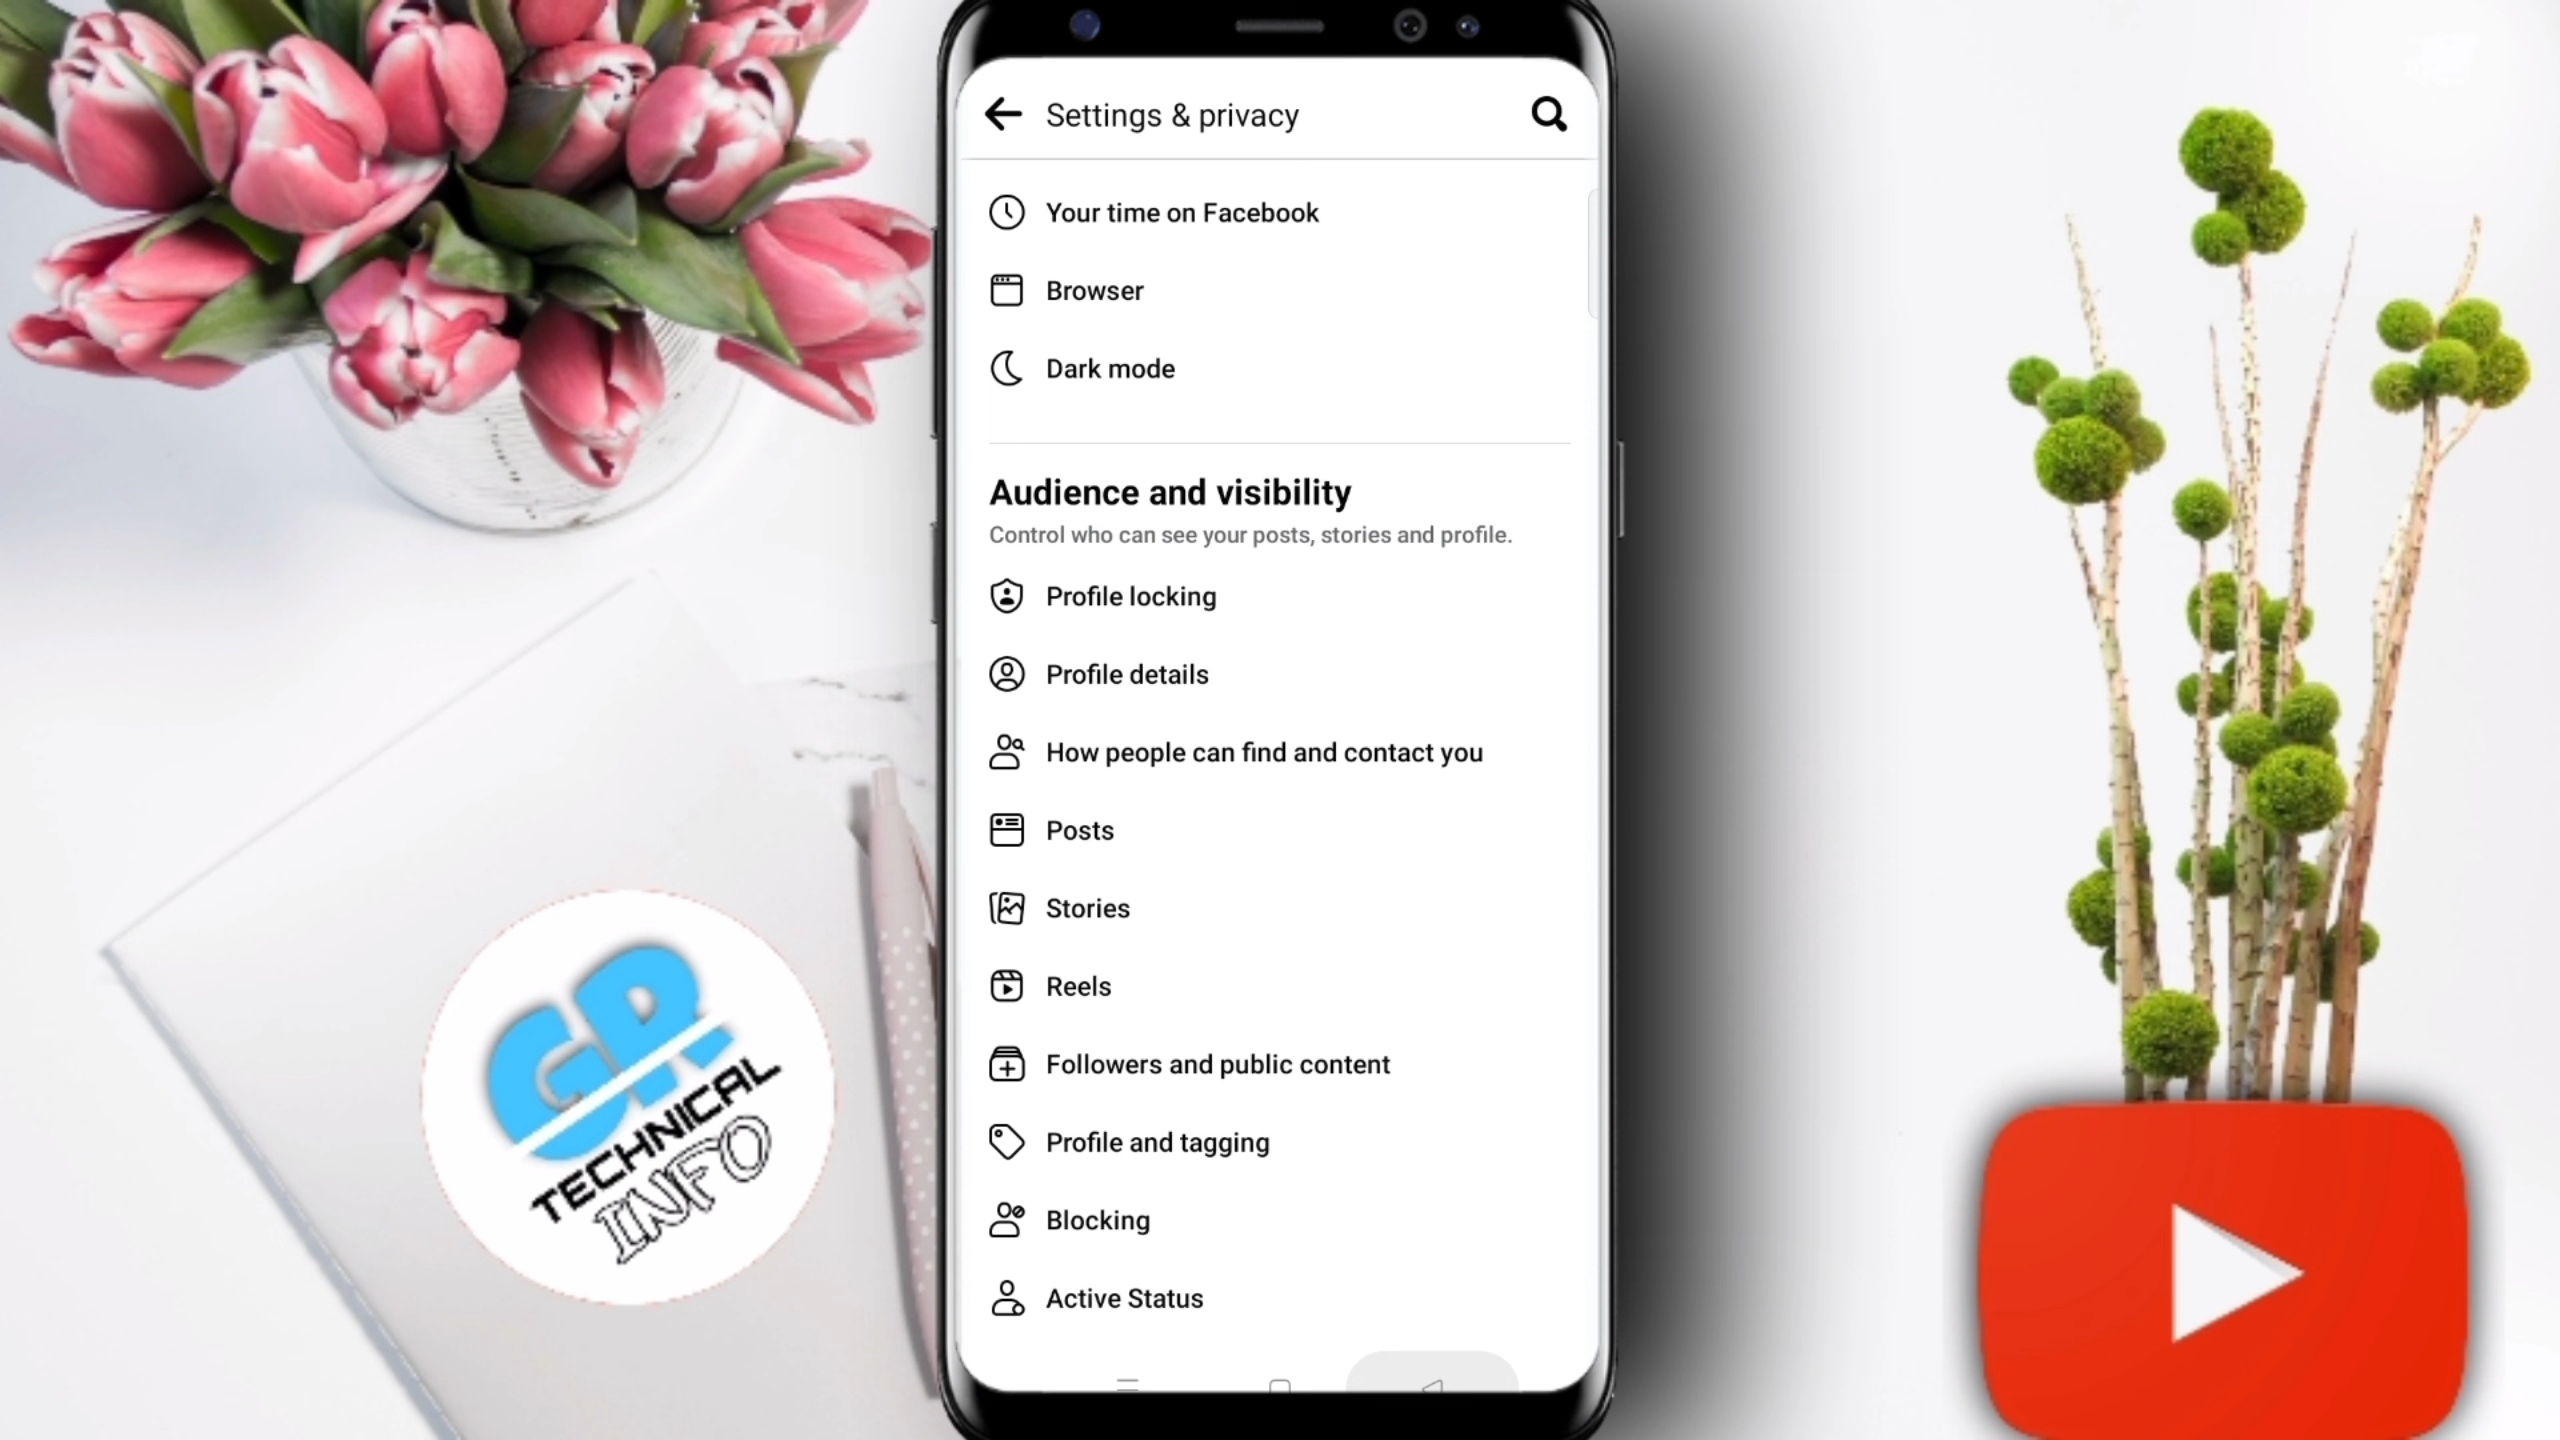 Settings & privacy
Your time on Facebook
Browser
Dark mode
Audience and visibility
Control who can see your posts, stories and profile.
Profile locking
Profile details
How people can find and contact you
Posts
Stories
Reels
Followers and public content
Profile and tagging
Blocking
Active Status
GR
TECHNICAL
INFO